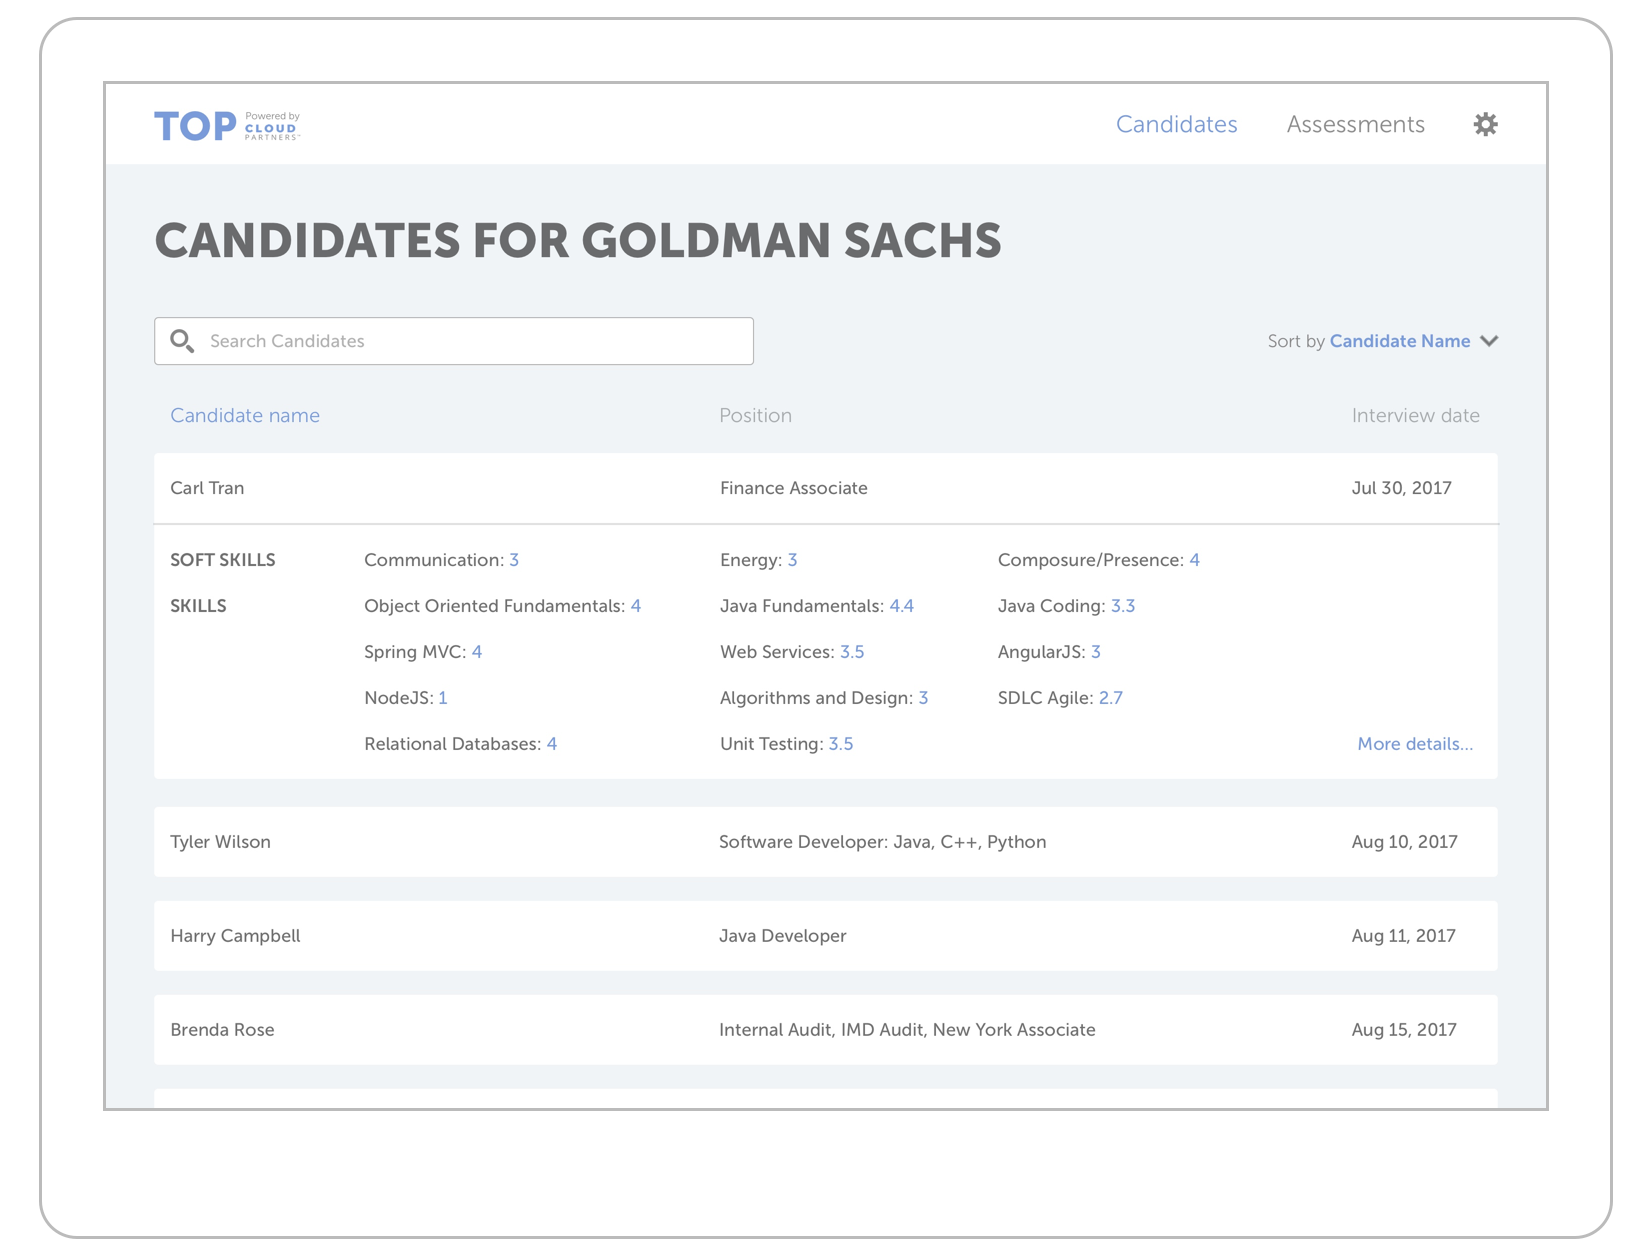 TOP Powered by
CLOUD
PARTNERS™
Candidates Assessments
CANDIDATES FOR GOLDMAN SACHS
Search Candidates
Sort by Candidate Name
Candidate name Position Interview date
Carl Tran Finance Associate Jul 30, 2017
SOFT SKILLS Communication: 3 Energy: 3 Composure/Presence: 4
SKILLS Object Oriented Fundamentals: 4 Java Fundamentals: 4.4 Java Coding: 3.3
Spring MVC: 4 Web Services: 3.5 AngularJS: 3
NodeJS: 1 Algorithms and Design: 3 SDLC Agile: 2.7
Relational Databases: 4 Unit Testing: 3.5 More details...
Tyler Wilson Software Developer: Java, C++, Python Aug 10, 2017
Harry Campbell Java Developer Aug 11, 2017
Brenda Rose Internal Audit, IMD Audit, New York Associate Aug 15, 2017